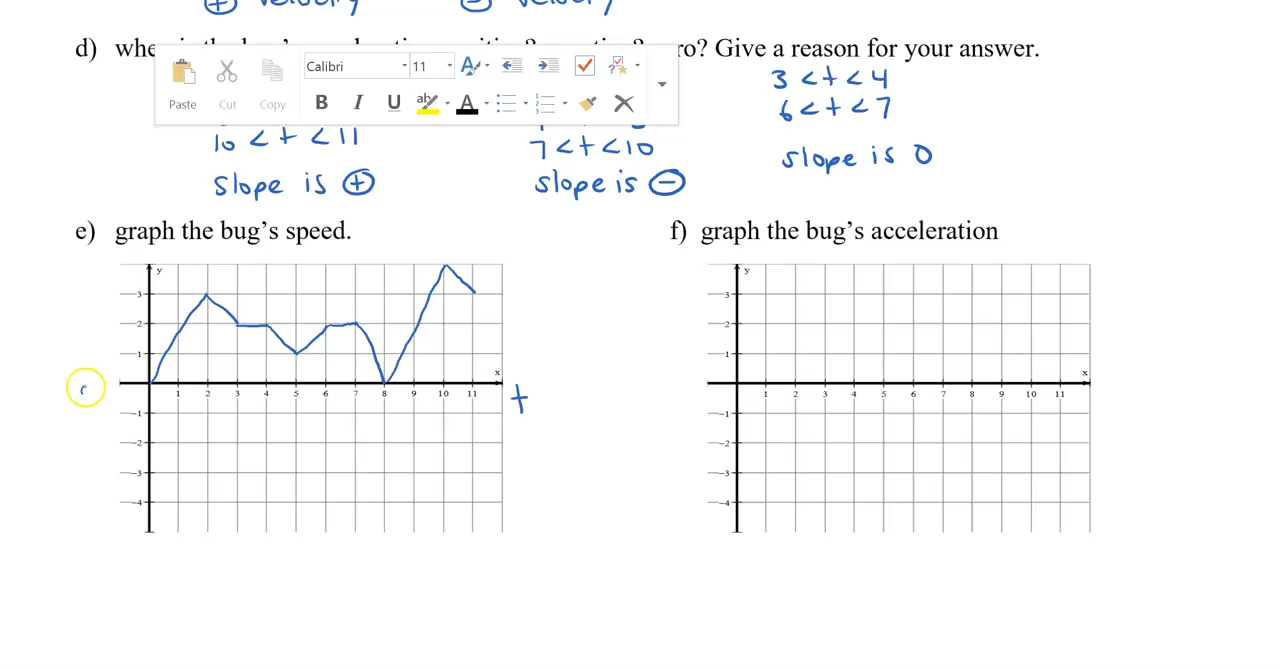 ⊕ velocity ⊖ velocity
d) ro? Give a reason for your answer.
Calibri 11
Paste Cut Copy B I U ab A
3 < t < 4
6 < t < 7
10 < t < 11
7 < t < 10
slope is 0
slope is ⊕
slope is ⊖
e) graph the bug's speed.
f) graph the bug's acceleration
y
3
2
1
x
1 2 3 4 5 6 7 8 9 10 11
t
-1
-2
-3
-4
y
3
2
1
x
1 2 3 4 5 6 7 8 9 10 11
-1
-2
-3
-4